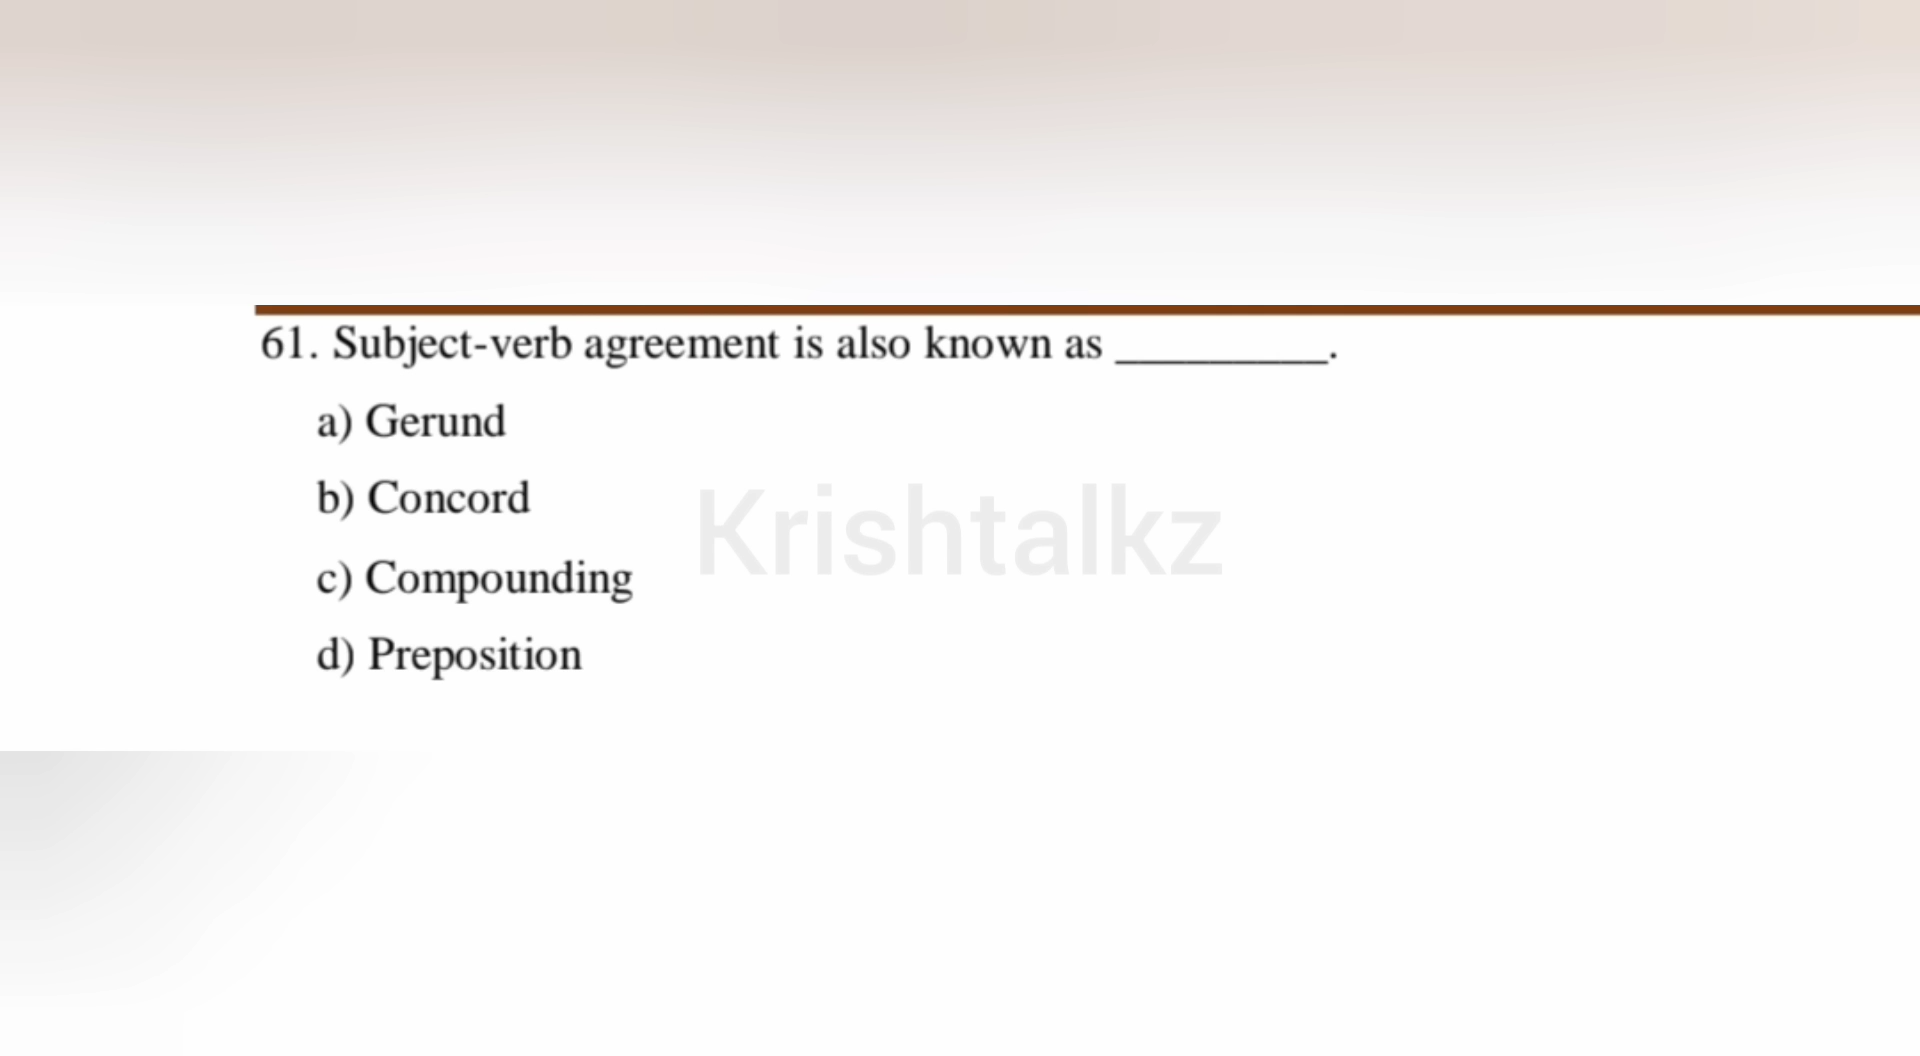 61. Subject-verb agreement is also known as _________.
a) Gerund
b) Concord
Krishtalkz
c) Compounding
d) Preposition